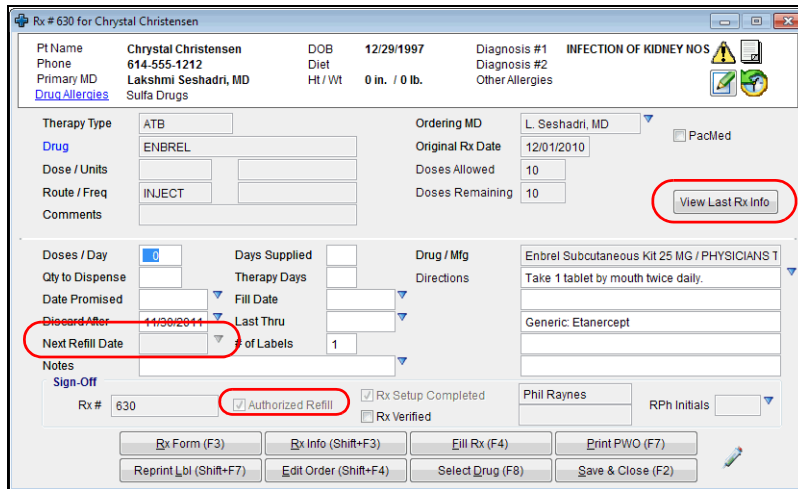 Rx # 630 for Chrystal Christensen
Pt Name Chrystal Christensen DOB 12/29/1997 Diagnosis #1 INFECTION OF KIDNEY NOS
Phone 614-555-1212 Diet Diagnosis #2
Primary MD Lakshmi Seshadri, MD Ht / Wt 0 in. / 0 lb. Other Allergies
Drug Allergies Sulfa Drugs
Therapy Type ATB Ordering MD L. Seshadri, MD PacMed
Drug ENBREL Original Rx Date 12/01/2010
Dose / Units Doses Allowed 10
Route / Freq INJECT Doses Remaining 10 View Last Rx Info
Comments
Doses / Day 0 Days Supplied Drug / Mfg Enbrel Subcutaneous Kit 25 MG / PHYSICIANS T
Qty to Dispense Therapy Days Directions Take 1 tablet by mouth twice daily.
Date Promised Fill Date
Discard After 11/30/2011 Last Thru Generic: Etanercept
Next Refill Date # of Labels 1
Notes
Sign-Off
Rx # 630 Authorized Refill Rx Setup Completed Phil Raynes RPh Initials
Rx Verified
Rx Form (F3) Rx Info (Shift+F3) Fill Rx (F4) Print PWO (F7)
Reprint Lbl (Shift+F7) Edit Order (Shift+F4) Select Drug (F8) Save & Close (F2)